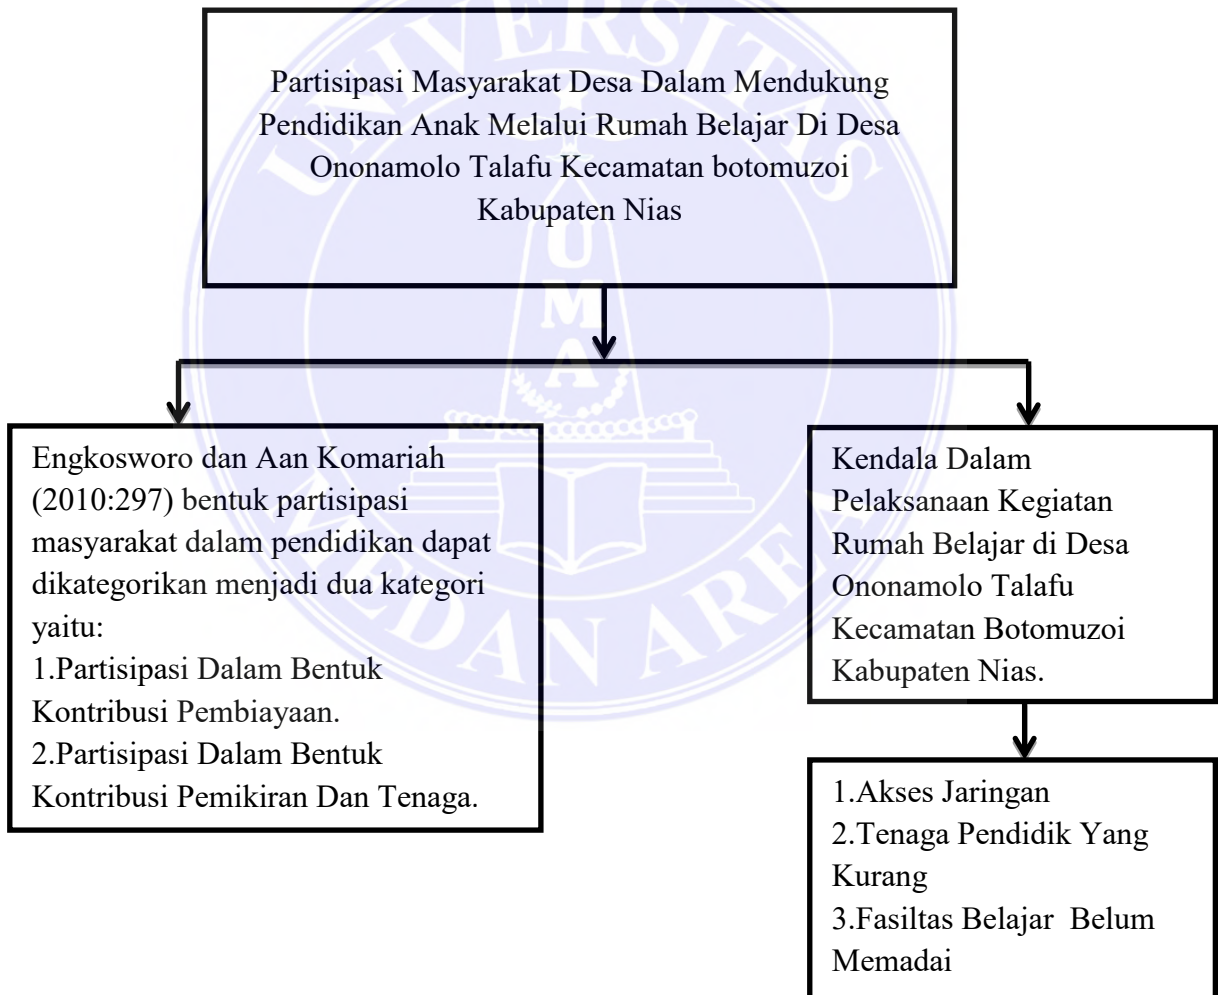 UNIVERSITAS
UMA
MEDAN AREA
Partisipasi Masyarakat Desa Dalam Mendukung
Pendidikan Anak Melalui Rumah Belajar Di Desa
Ononamolo Talafu Kecamatan botomuzoi
Kabupaten Nias
Engkosworo dan Aan Komariah
(2010:297) bentuk partisipasi
masyarakat dalam pendidikan dapat
dikategorikan menjadi dua kategori
yaitu:
1.Partisipasi Dalam Bentuk
Kontribusi Pembiayaan.
2.Partisipasi Dalam Bentuk
Kontribusi Pemikiran Dan Tenaga.
Kendala Dalam
Pelaksanaan Kegiatan
Rumah Belajar di Desa
Ononamolo Talafu
Kecamatan Botomuzoi
Kabupaten Nias.
1.Akses Jaringan
2.Tenaga Pendidik Yang
Kurang
3.Fasiltas Belajar  Belum
Memadai